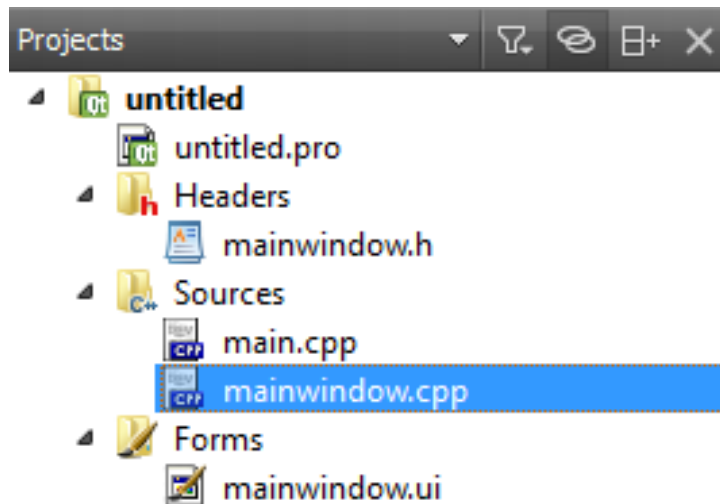 Projects
untitled
untitled.pro
Headers
mainwindow.h
Sources
main.cpp
mainwindow.cpp
Forms
mainwindow.ui